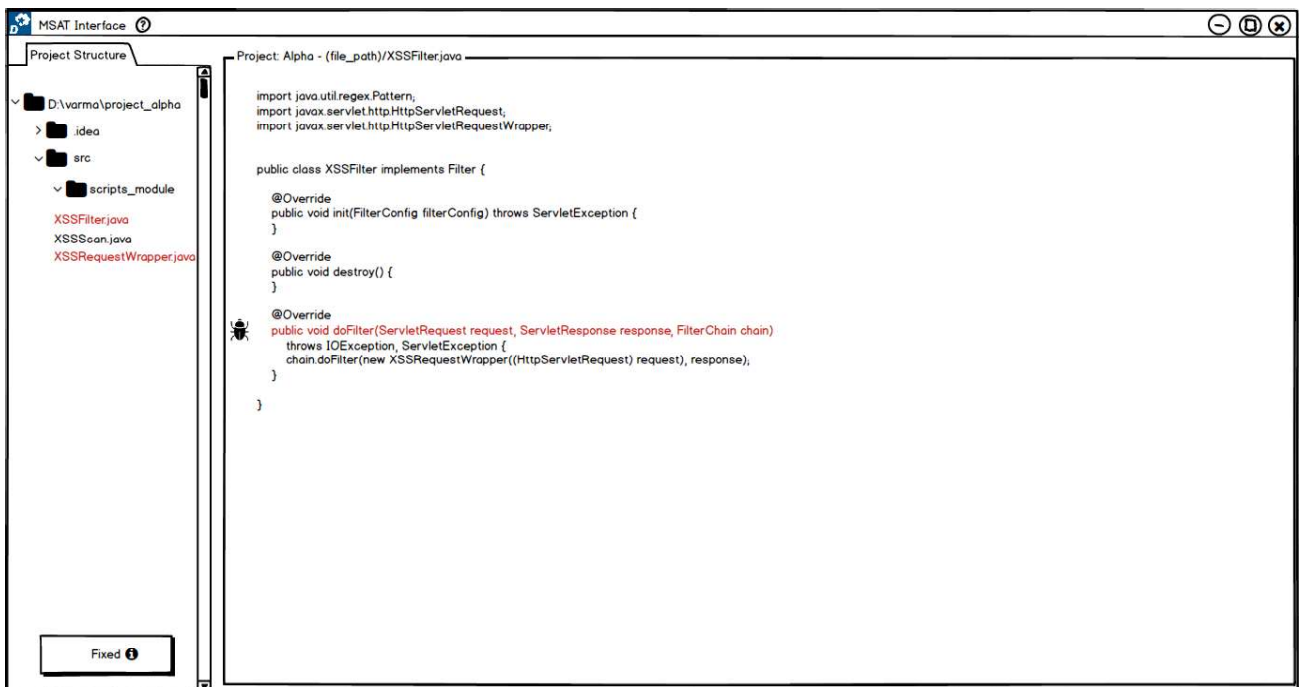 MSAT Interface ?
Project Structure
D:\varma\project_alpha
.idea
src
scripts_module
XSSFilter.java
XSSScan.java
XSSRequestWrapper.java
Fixed i
Project: Alpha - (file_path)/XSSFilter.java
import java.util.regex.Pattern;
import javax.servlet.http.HttpServletRequest;
import javax.servlet.http.HttpServletRequestWrapper;
public class XSSFilter implements Filter {
@Override
public void init(FilterConfig filterConfig) throws ServletException {
}
@Override
public void destroy() {
}
@Override
public void doFilter(ServletRequest request, ServletResponse response, FilterChain chain)
throws IOException, ServletException {
chain.doFilter(new XSSRequestWrapper((HttpServletRequest) request), response);
}
}